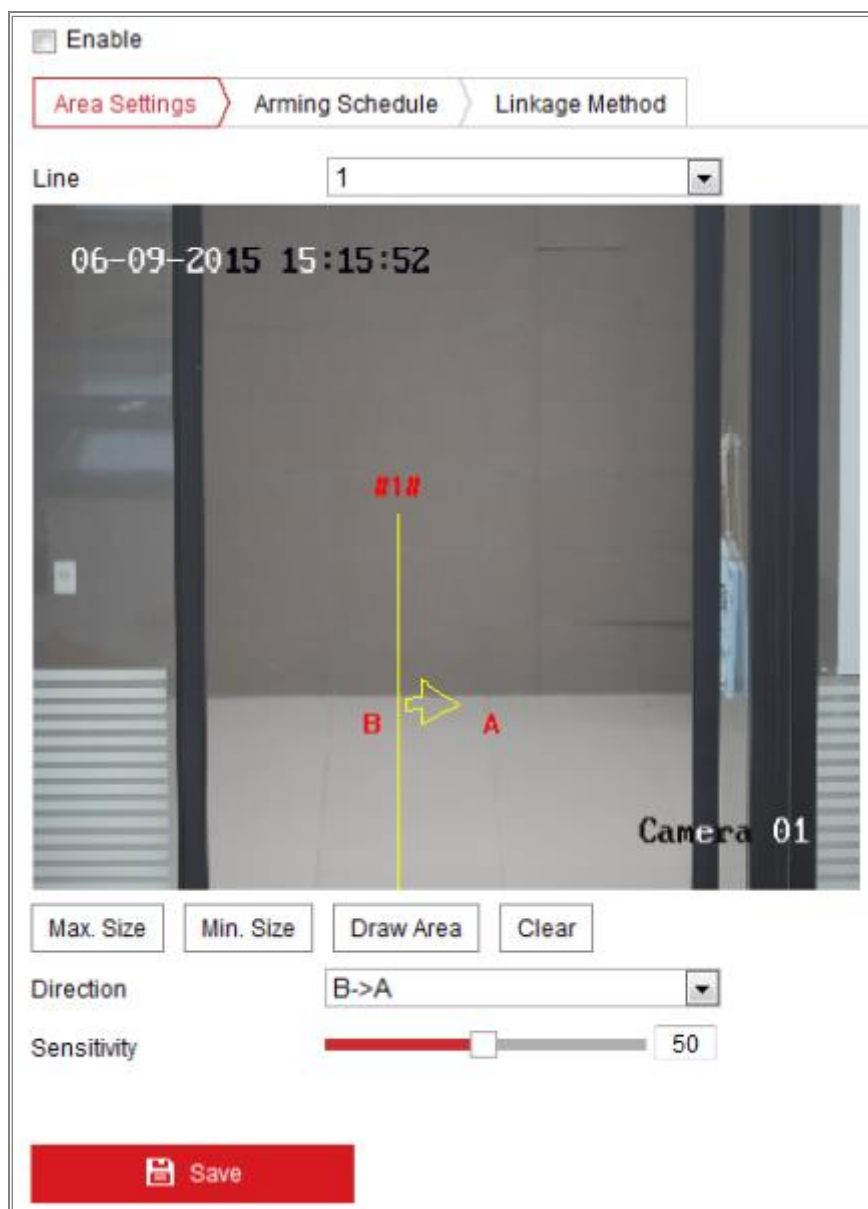 Enable
Area Settings Arming Schedule Linkage Method
Line 1
06-09-2015 15:15:52
#1#
B A
Camera 01
Max. Size Min. Size Draw Area Clear
Direction B->A
Sensitivity 50
Save